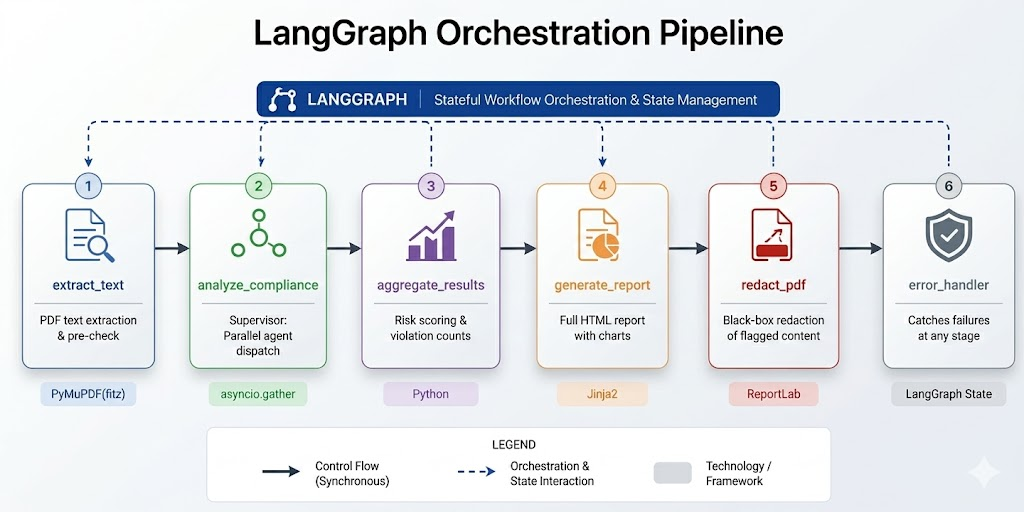 LangGraph Orchestration Pipeline
LANGGRAPH | Stateful Workflow Orchestration & State Management
1
extract_text
PDF text extraction
& pre-check
PyMuPDF(fitz)
2
analyze_compliance
Supervisor:
Parallel agent
dispatch
asyncio.gather
3
aggregate_results
Risk scoring &
violation counts
Python
4
generate_report
Full HTML report
with charts
Jinja2
5
redact_pdf
Black-box redaction
of flagged content
ReportLab
6
error_handler
Catches failures
at any stage
LangGraph State
LEGEND
Control Flow
(Synchronous)
Orchestration &
State Interaction
Technology /
Framework